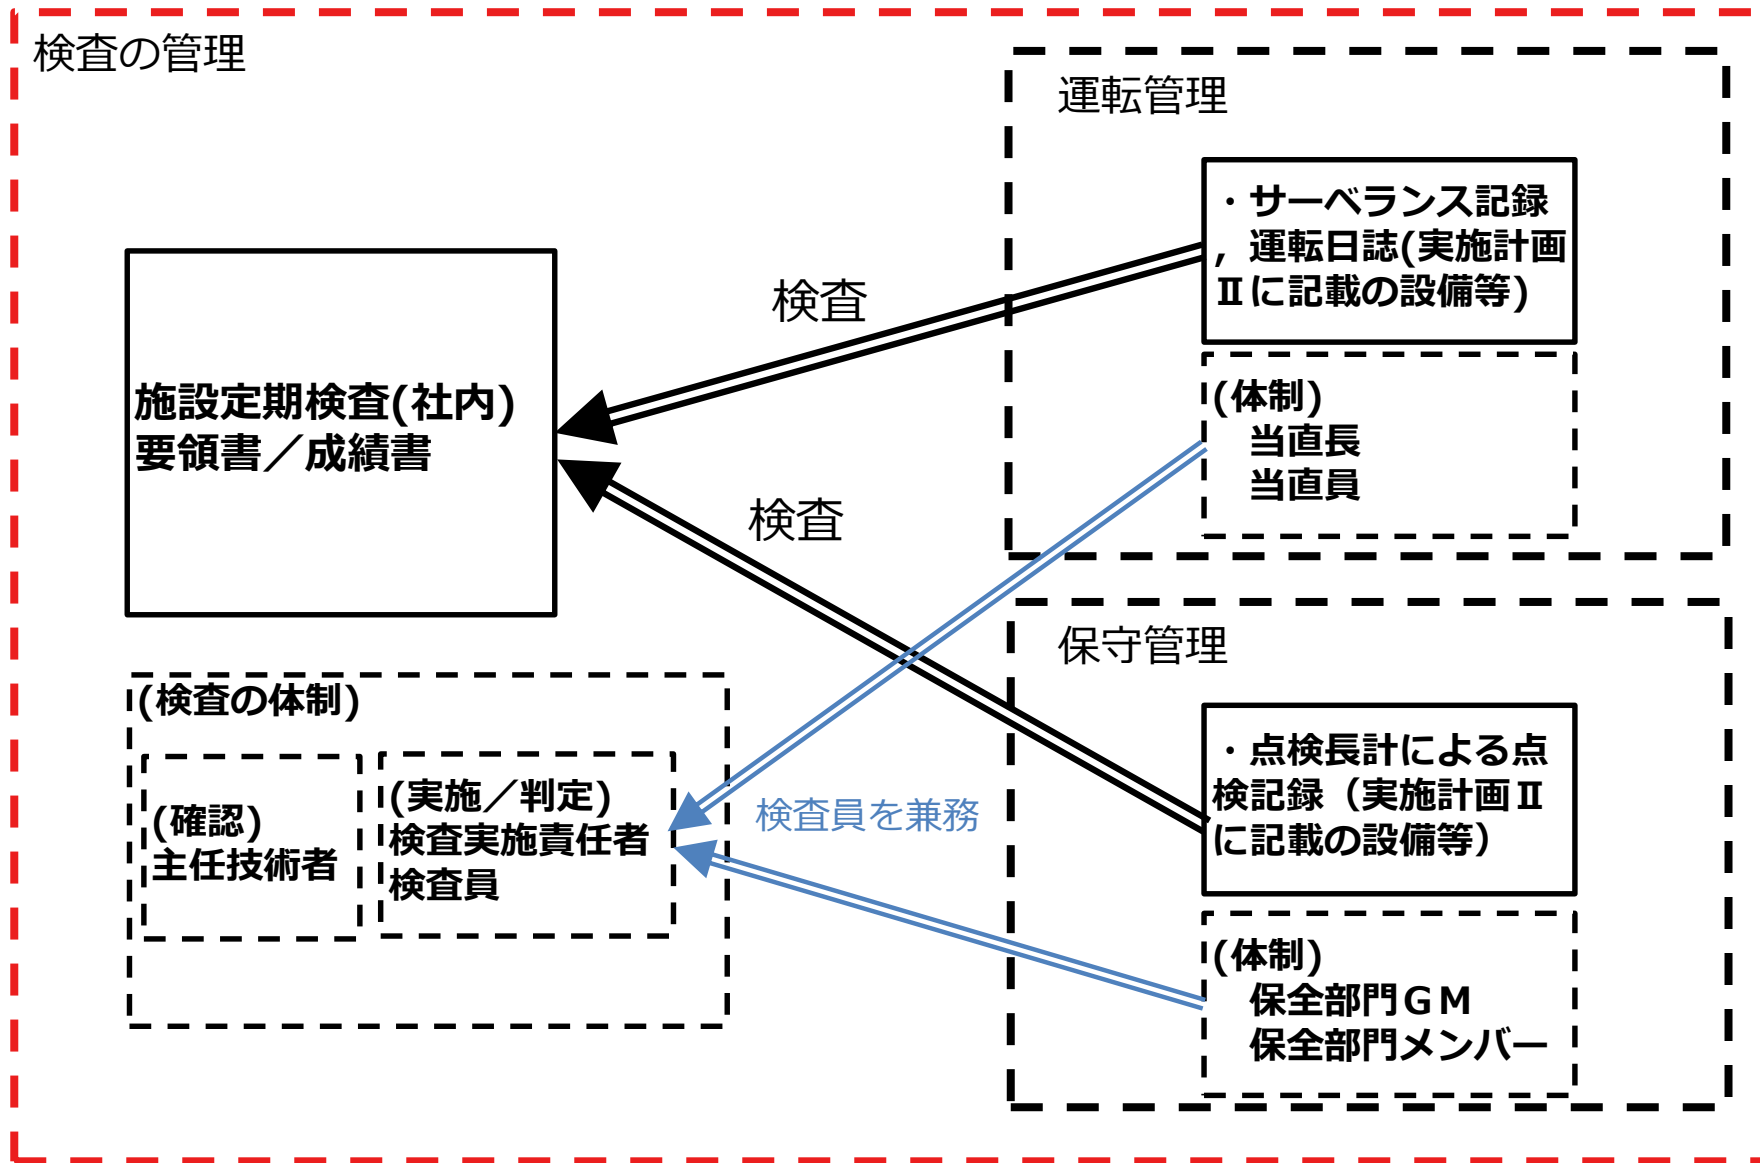 検査の管理
運転管理
・サーベランス記録
，運転日誌(実施計画
Ⅱに記載の設備等)
(体制)
当直長
当直員
検査
施設定期検査(社内)
要領書／成績書
検査
保守管理
・点検長計による点
検記録（実施計画Ⅱ
に記載の設備等）
(体制)
保全部門ＧＭ
保全部門メンバー
(検査の体制)
(確認)
主任技術者
(実施／判定)
検査実施責任者
検査員
検査員を兼務